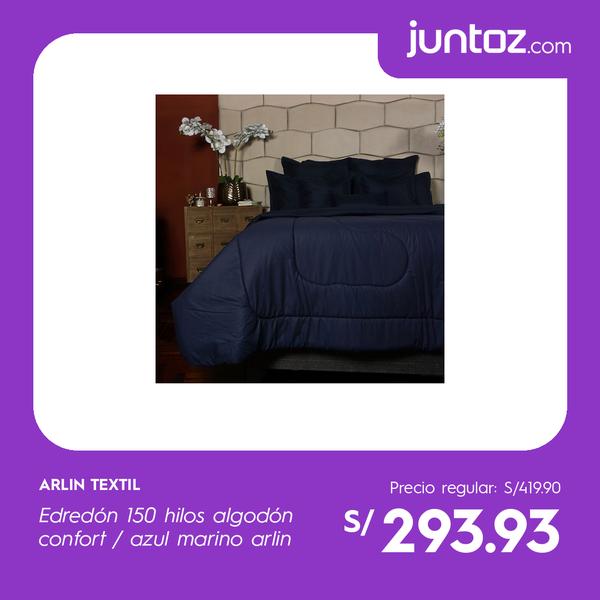 juntoz.com
ARLIN TEXTIL
Edredón 150 hilos algodón
confort / azul marino arlin
Precio regular: S/419.90
S/ 293.93